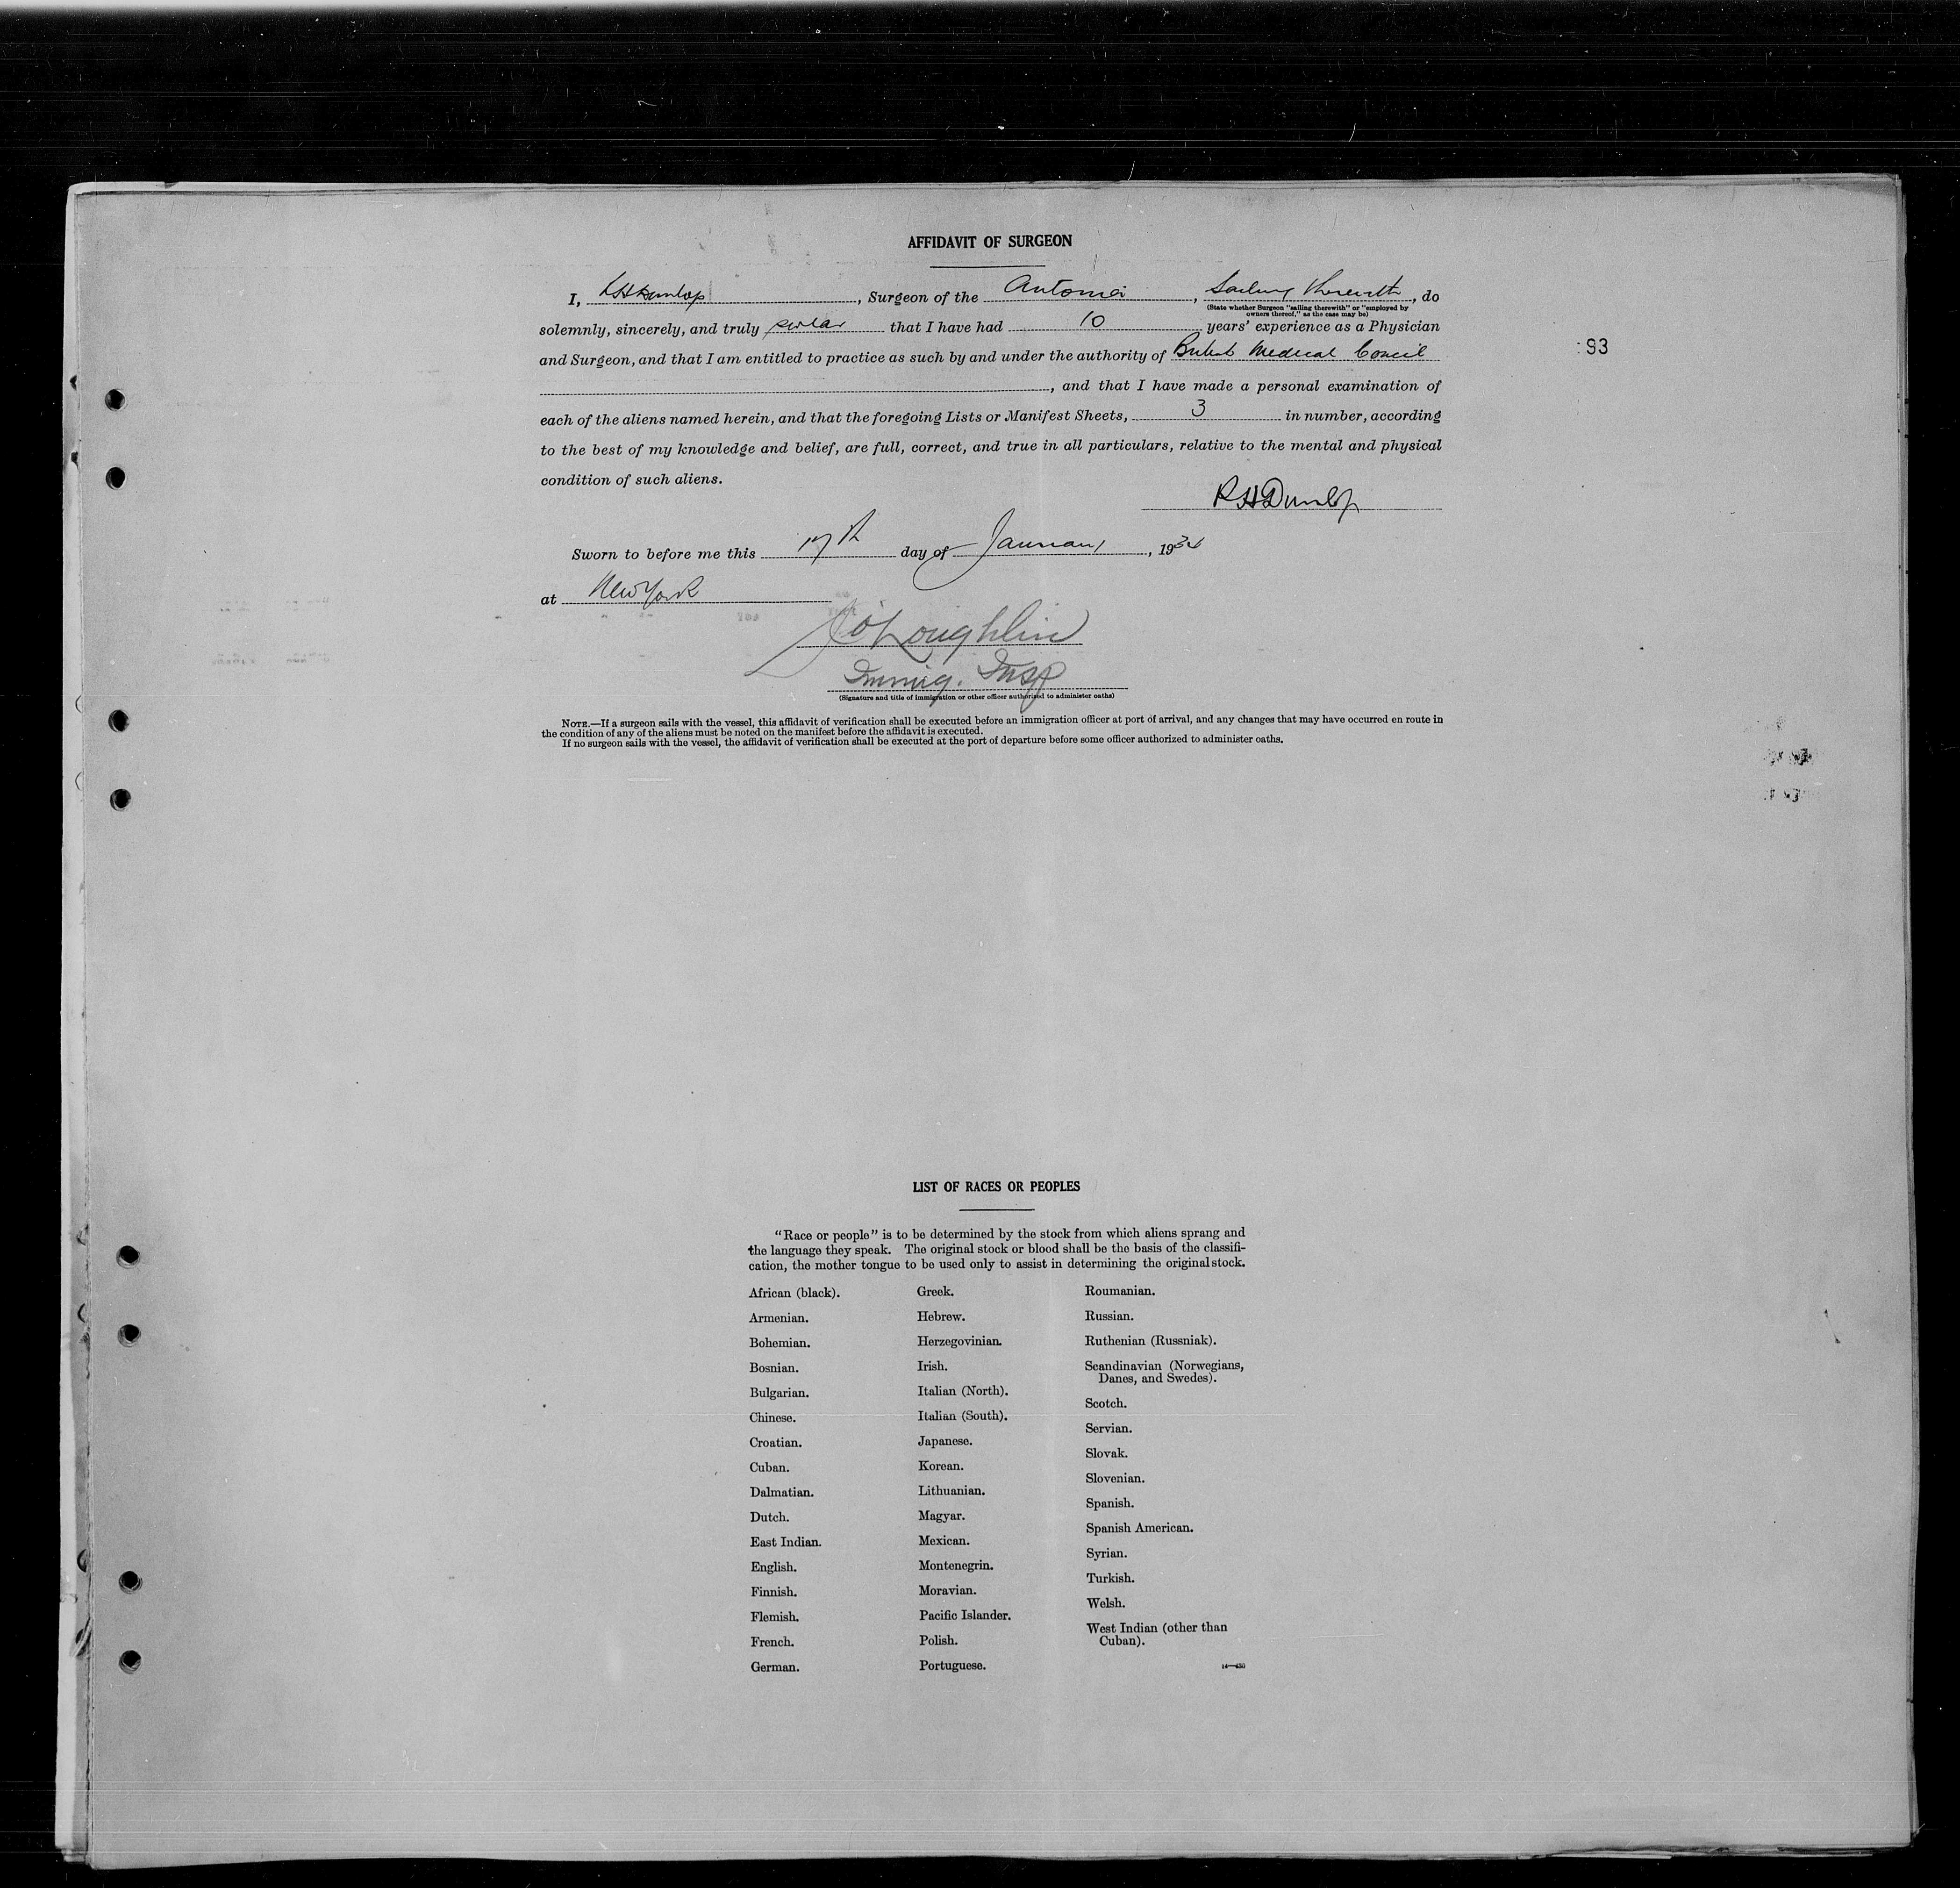 AFFIDAVIT OF SURGEON
I, RHDunlop, Surgeon of the Antonia, Sailing therewith, do
(State whether Surgeon "sailing therewith" or "employed by
owners thereof," as the case may be)
solemnly, sincerely, and truly swear that I have had 10 years' experience as a Physician
and Surgeon, and that I am entitled to practice as such by and under the authority of British Medical Council
:93
, and that I have made a personal examination of
each of the aliens named herein, and that the foregoing Lists or Manifest Sheets, 3 in number, according
to the best of my knowledge and belief, are full, correct, and true in all particulars, relative to the mental and physical
condition of such aliens.
RHDunlop
Sworn to before me this 17th day of January, 193
at New York
O'Loughlin
Immig. Insp
(Signature and title of immigration or other officer authorized to administer oaths)
NOTE.—If a surgeon sails with the vessel, this affidavit of verification shall be executed before an immigration officer at port of arrival, and any changes that may have occurred en route in
the condition of any of the aliens must be noted on the manifest before the affidavit is executed.
If no surgeon sails with the vessel, the affidavit of verification shall be executed at the port of departure before some officer authorized to administer oaths.
LIST OF RACES OR PEOPLES
"Race or people" is to be determined by the stock from which aliens sprang and
the language they speak. The original stock or blood shall be the basis of the classifi-
cation, the mother tongue to be used only to assist in determining the original stock.
African (black).
Armenian.
Bohemian.
Bosnian.
Bulgarian.
Chinese.
Croatian.
Cuban.
Dalmatian.
Dutch.
East Indian.
English.
Finnish.
Flemish.
French.
German.
Greek.
Hebrew.
Herzegovinian.
Irish.
Italian (North).
Italian (South).
Japanese.
Korean.
Lithuanian.
Magyar.
Mexican.
Montenegrin.
Moravian.
Pacific Islander.
Polish.
Portuguese.
Roumanian.
Russian.
Ruthenian (Russniak).
Scandinavian (Norwegians,
Danes, and Swedes).
Scotch.
Servian.
Slovak.
Slovenian.
Spanish.
Spanish American.
Syrian.
Turkish.
Welsh.
West Indian (other than
Cuban).